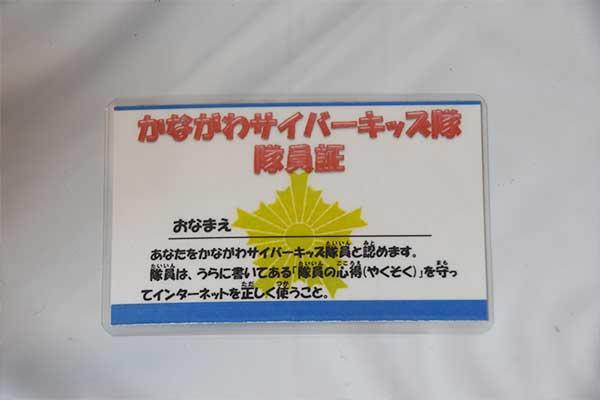 かながわサイバーキッズ隊
隊員証
おなまえ
あなたをかながわサイバーキッズ隊員と認めます。
隊員は、うらに書いてある「隊員の心得(やくそく)」を守っ
てインターネットを正しく使うこと。